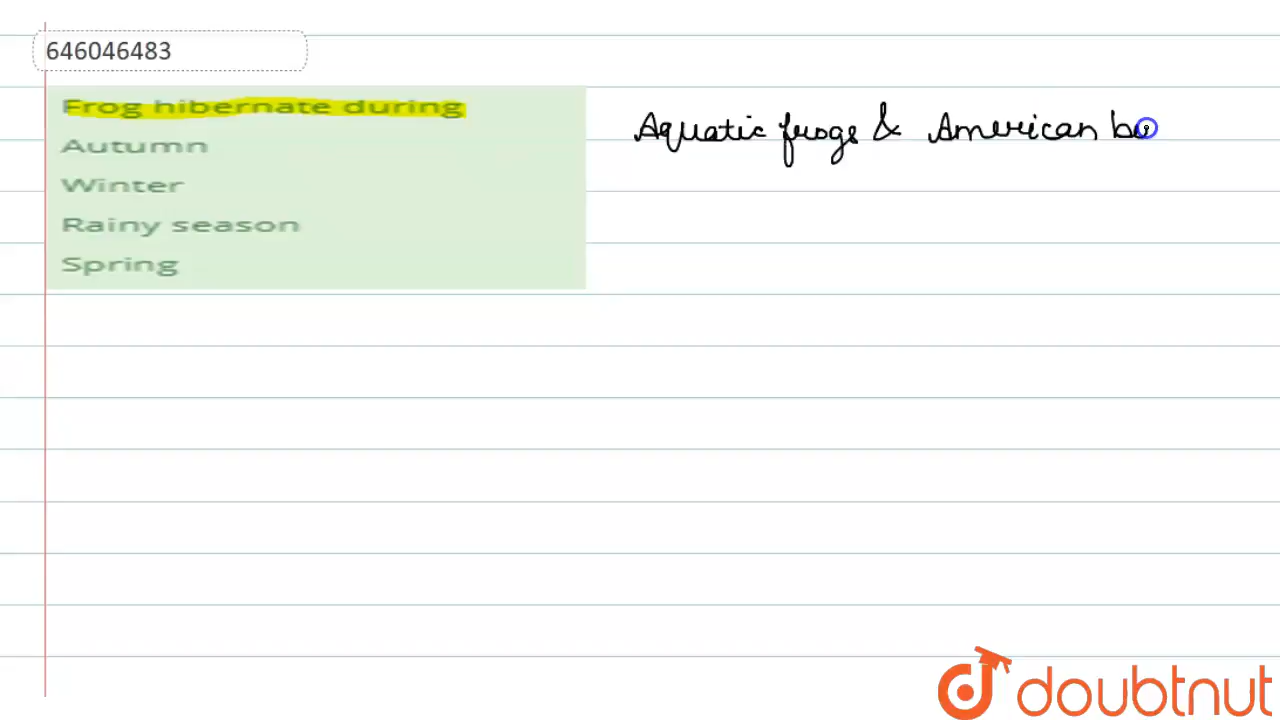 646046483
Frog hibernate during
Autumn
Winter
Rainy season
Spring
Aquatic frogs & American
doubtnut